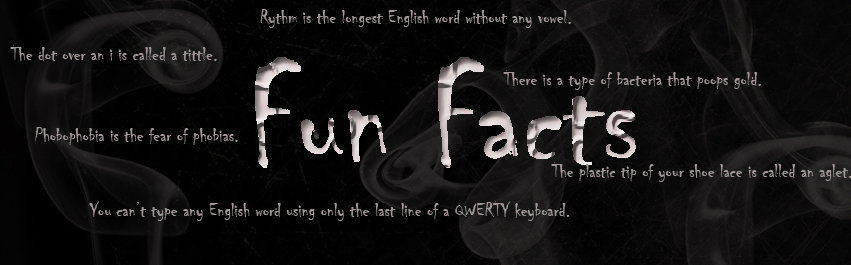 Rythm is the longest English word without any vowel.
The dot over an i is called a tittle.
There is a type of bacteria that poops gold.
Fun Facts
Phobophobia is the fear of phobias.
The plastic tip of your shoe lace is called an aglet.
You can't type any English word using only the last line of a QWERTY keyboard.